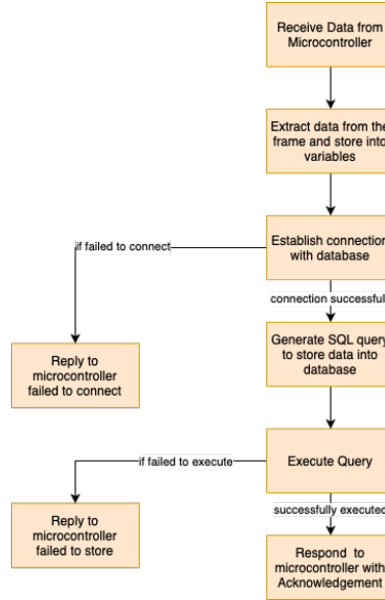 Receive Data from
Microcontroller
Extract data from the
frame and store into
variables
Establish connection
with database
if failed to connect
connection successful
Generate SQL query
to store data into
database
Reply to
microcontroller
failed to connect
Execute Query
if failed to execute
successfully executed
Reply to
microcontroller
failed to store
Respond to
microcontroller with
Acknowledgement